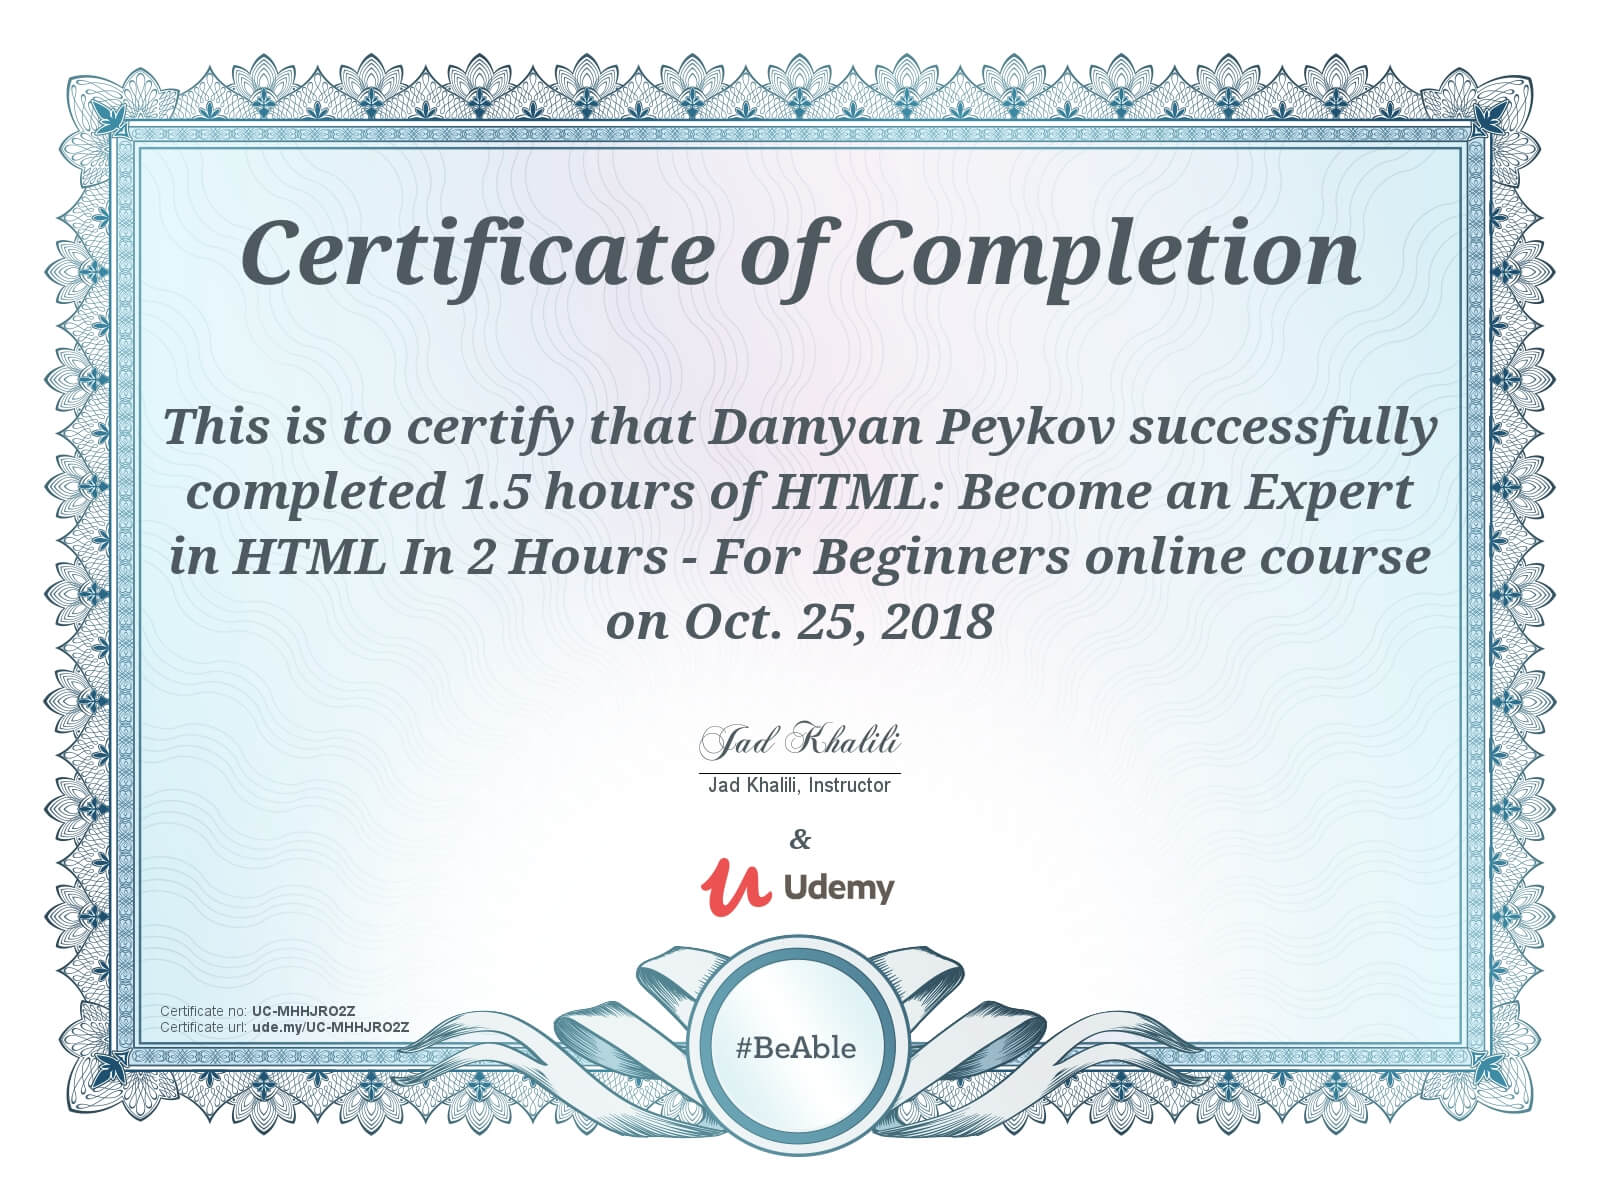 Certificate of Completion
This is to certify that Damyan Peykov successfully
completed 1.5 hours of HTML: Become an Expert
in HTML In 2 Hours - For Beginners online course
on Oct. 25, 2018
Jad Khalili
Jad Khalili, Instructor
&
Udemy
Certificate no: UC-MHHJRO2Z
Certificate url: ude.my/UC-MHHJRO2Z
#BeAble